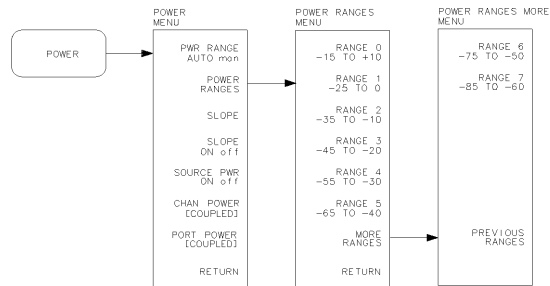 POWER
POWER
MENU
PWR RANGE
AUTO man
POWER
RANGES
SLOPE
SLOPE
ON off
SOURCE PWR
ON off
CHAN POWER
[COUPLED]
PORT POWER
[COUPLED]
RETURN
POWER RANGES
MENU
RANGE 0
-15 TO +10
RANGE 1
-25 TO 0
RANGE 2
-35 TO -10
RANGE 3
-45 TO -20
RANGE 4
-55 TO -30
RANGE 5
-65 TO -40
MORE
RANGES
RETURN
POWER RANGES MORE
MENU
RANGE 6
-75 TO -50
RANGE 7
-85 TO -60
PREVIOUS
RANGES